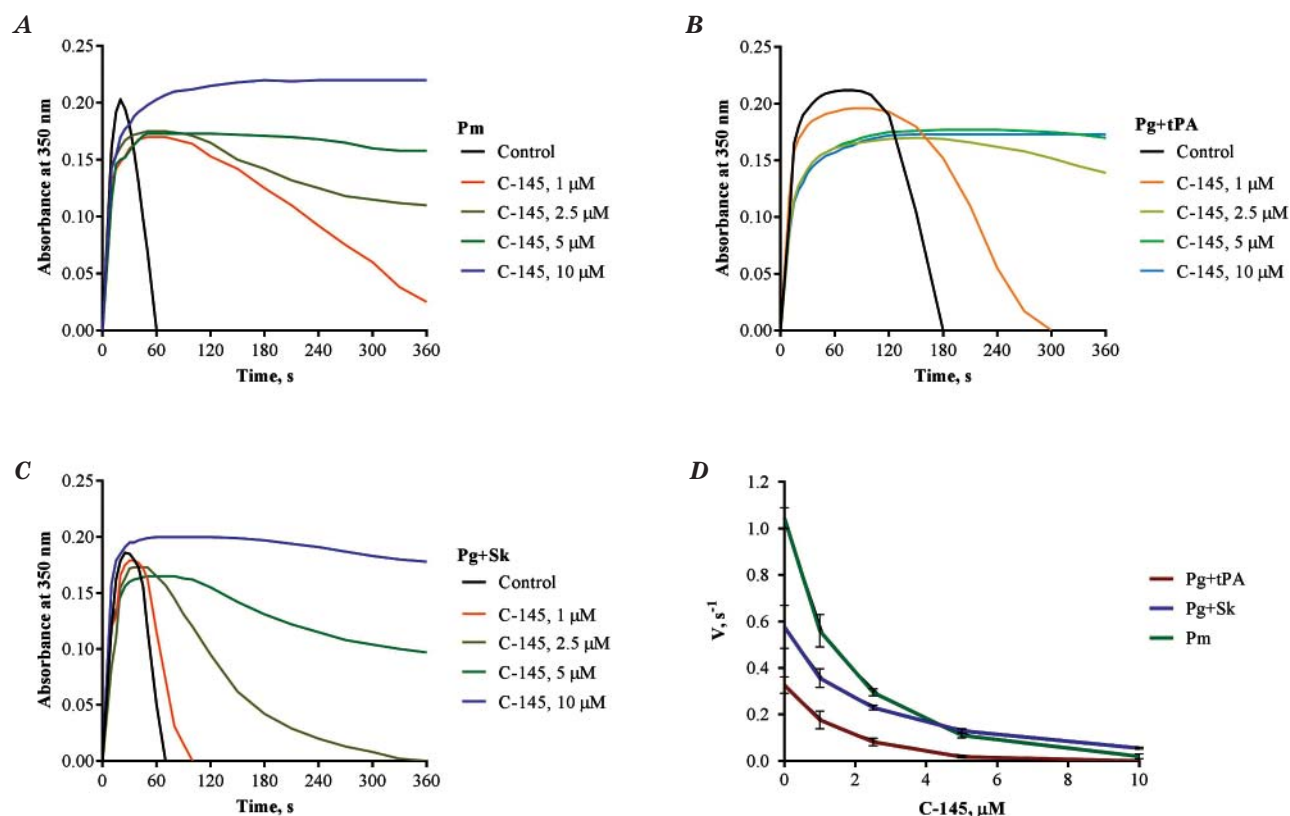 A
0.25
0.20
0.15
0.10
0.05
0.00
Absorbance at 350 nm
0 60 120 180 240 300 360
Time, s
Pm
Control
C-145, 1 μM
C-145, 2.5 μM
C-145, 5 μM
C-145, 10 μM
B
0.25
0.20
0.15
0.10
0.05
0.00
Absorbance at 350 nm
0 60 120 180 240 300 360
Time, s
Pg+tPA
Control
C-145, 1 μM
C-145, 2.5 μM
C-145, 5 μM
C-145, 10 μM
C
0.25
0.20
0.15
0.10
0.05
0.00
Absorbance at 350 nm
0 60 120 180 240 300 360
Time, s
Pg+Sk
Control
C-145, 1 μM
C-145, 2.5 μM
C-145, 5 μM
C-145, 10 μM
D
1.2
1.0
0.8
0.6
0.4
0.2
0.0
V, s⁻¹
0 2 4 6 8 10
C-145, μM
Pg+tPA
Pg+Sk
Pm